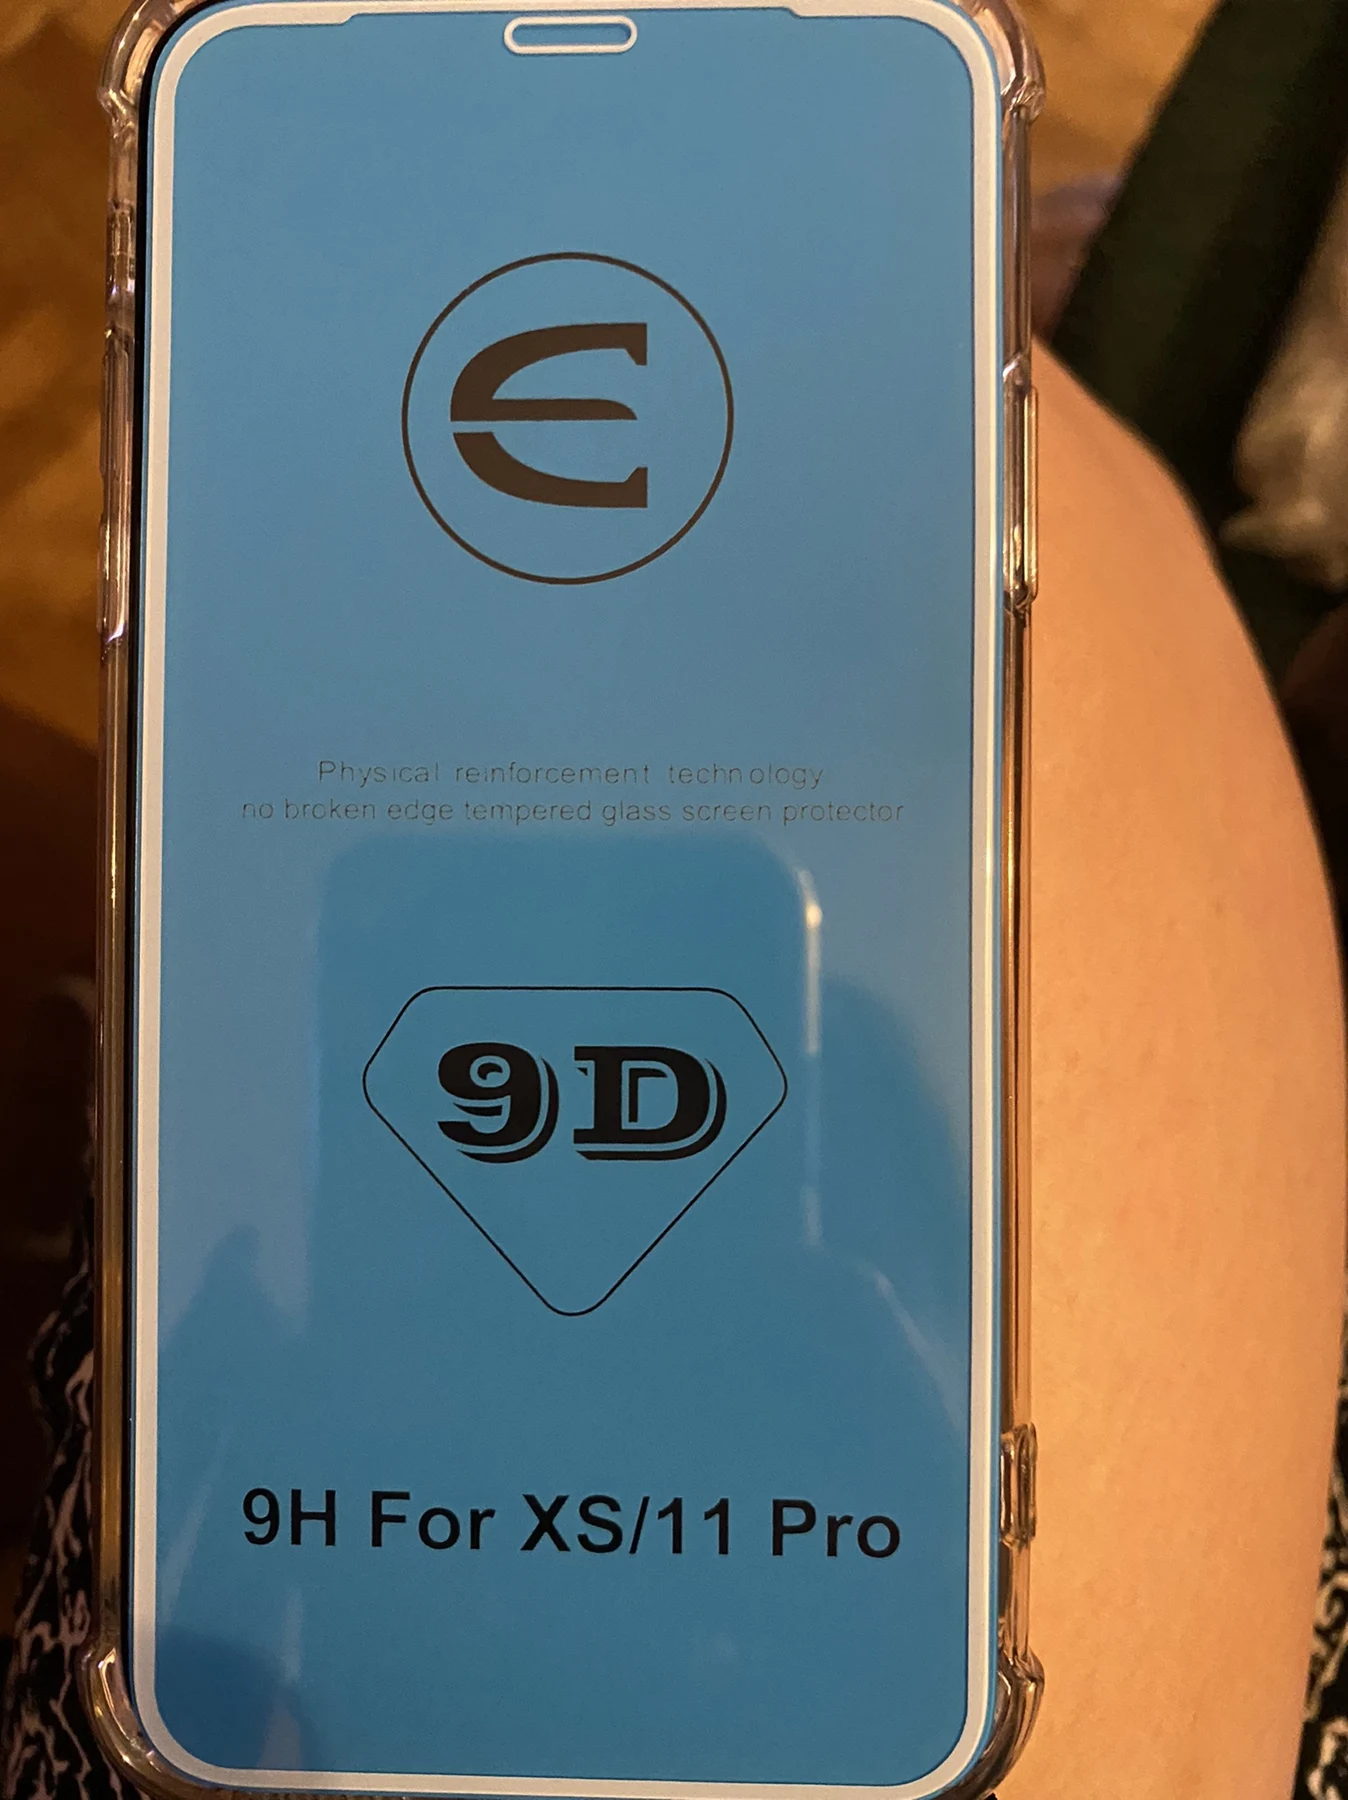 e
Physical reinforcement technology
no broken edge tempered glass screen protector
9D
9H For XS/11 Pro